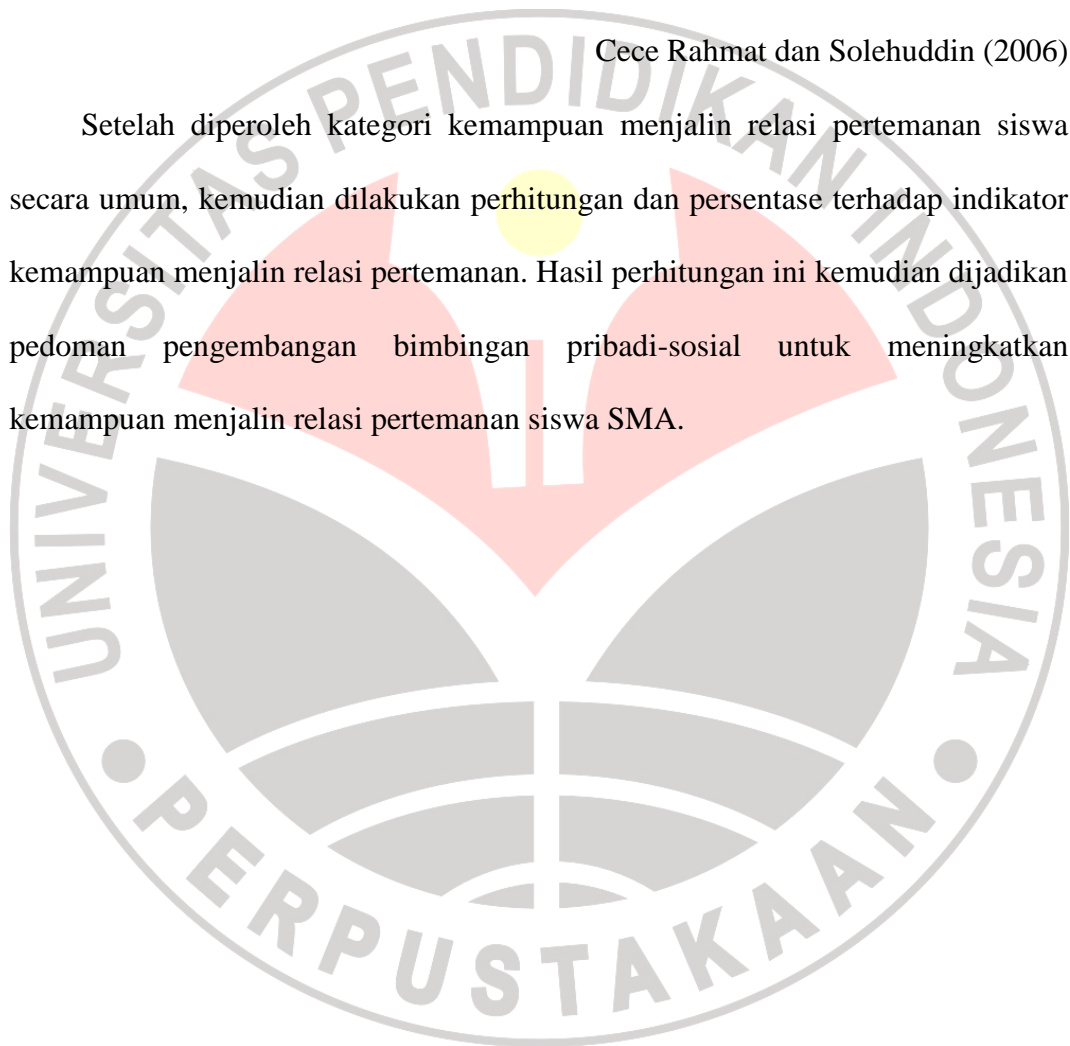 Cece Rahmat dan Solehuddin (2006)
Setelah diperoleh kategori kemampuan menjalin relasi pertemanan siswa
secara umum, kemudian dilakukan perhitungan dan persentase terhadap indikator
kemampuan menjalin relasi pertemanan. Hasil perhitungan ini kemudian dijadikan
pedoman pengembangan bimbingan pribadi-sosial untuk meningkatkan
kemampuan menjalin relasi pertemanan siswa SMA.
UNIVERSITAS PENDIDIKAN INDONESIA
PERPUSTAKAAN